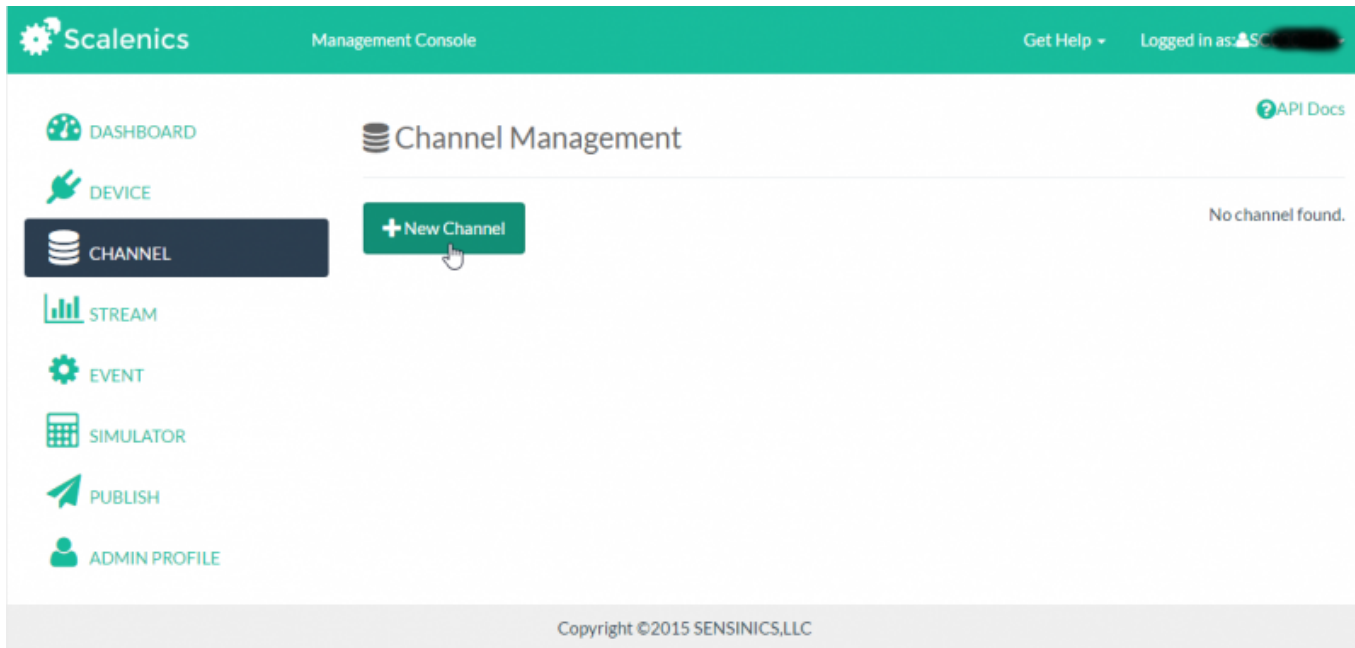 Scalenics
Management Console
Get Help
Logged in as:
API Docs
DASHBOARD
DEVICE
CHANNEL
STREAM
EVENT
SIMULATOR
PUBLISH
ADMIN PROFILE
Channel Management
New Channel
No channel found.
Copyright ©2015 SENSINICS,LLC